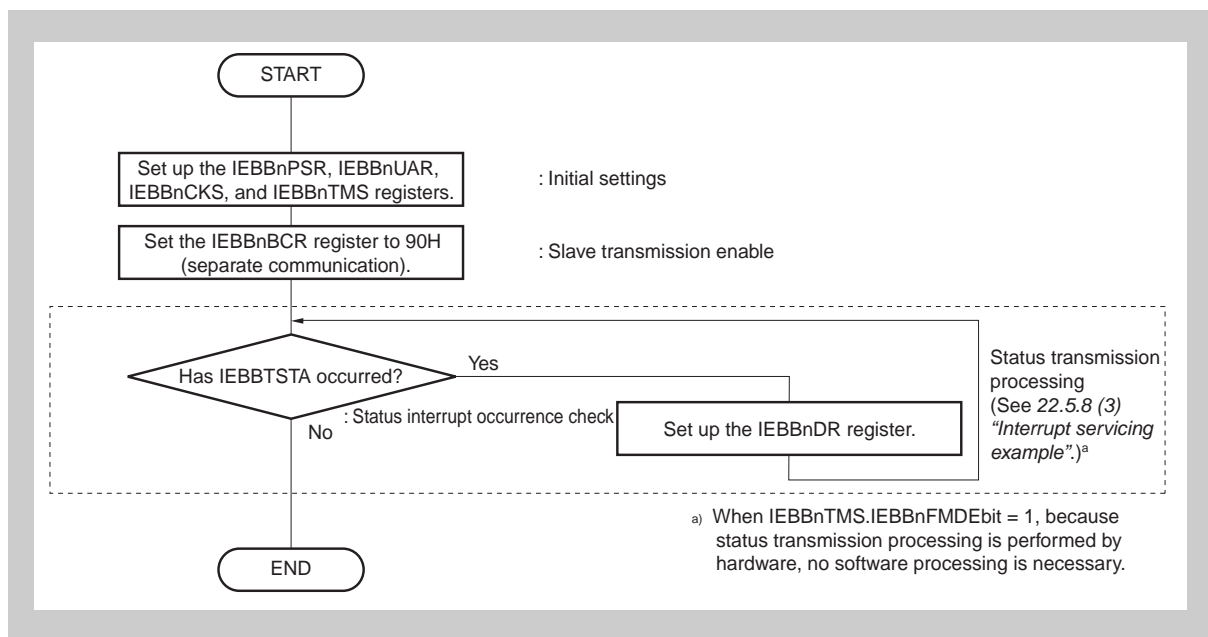 START
Set up the IEBBnPSR, IEBBnUAR,
IEBBnCKS, and IEBBnTMS registers.
: Initial settings
Set the IEBBnBCR register to 90H
(separate communication).
: Slave transmission enable
Has IEBBTSTA occurred?
Yes
: Status interrupt occurrence check
No
Set up the IEBBnDR register.
Status transmission
processing
(See 22.5.8 (3)
“Interrupt servicing
example”.)a
a) When IEBBnTMS.IEBBnFMDEbit = 1, because
status transmission processing is performed by
hardware, no software processing is necessary.
END